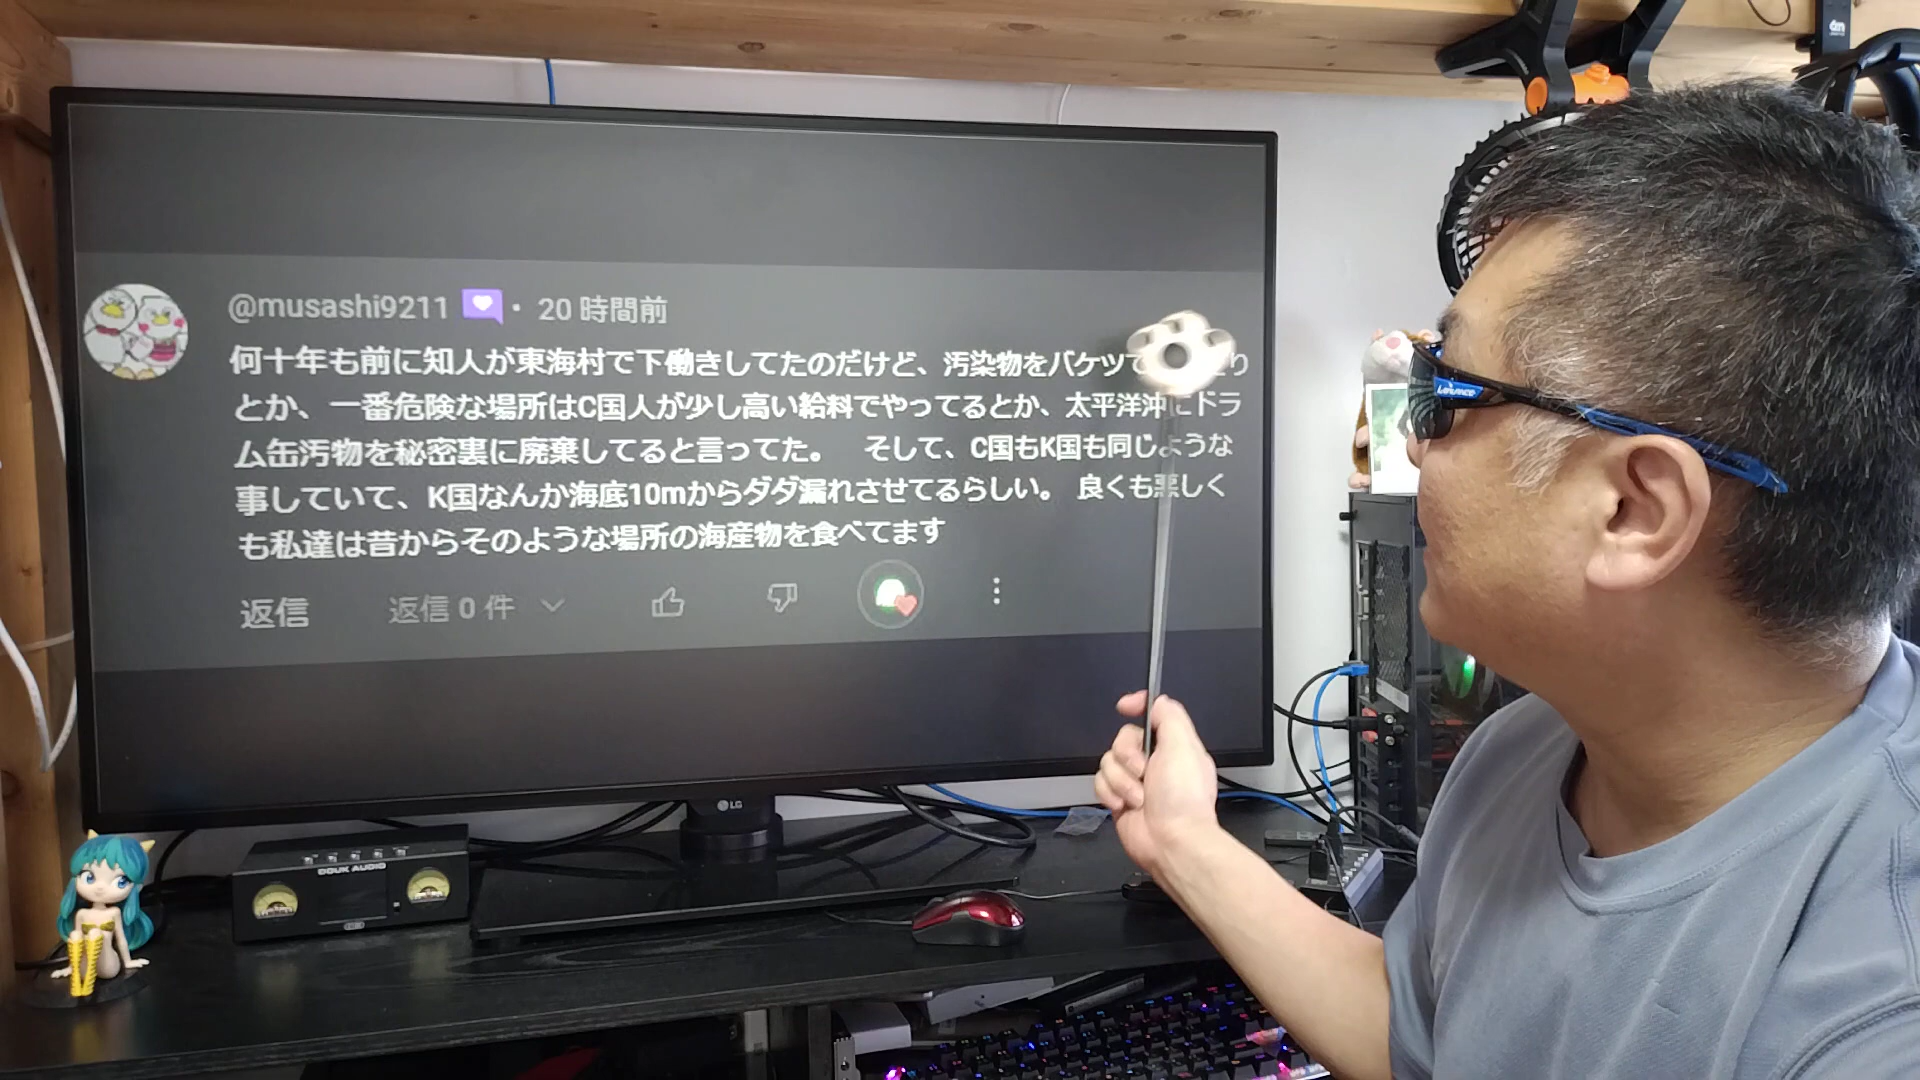 @musashi9211 ・ 20 時間前
何十年も前に知人が東海村で下働きしてたのだけど、汚染物をバケツで
とか、一番危険な場所はC国人が少し高い給料でやってるとか、太平洋沖にドラ
ム缶汚物を秘密裏に廃棄してると言ってた。 そして、C国もK国も同じような
事していて、K国なんか海底10mからダダ漏れさせてるらしい。 良くも悪しく
も私達は昔からそのような場所の海産物を食べてます
返信 返信 0 件
LG
DOUK AUDIO